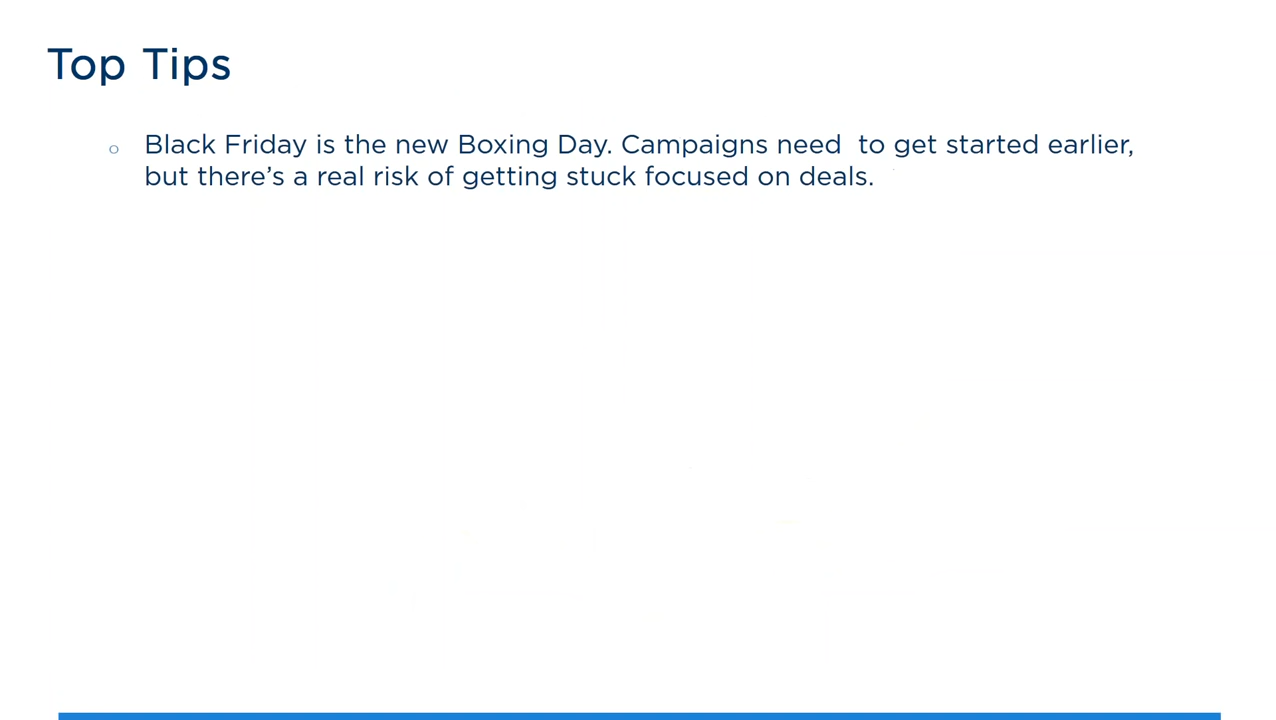 Top Tips
o Black Friday is the new Boxing Day. Campaigns need  to get started earlier,
but there’s a real risk of getting stuck focused on deals.